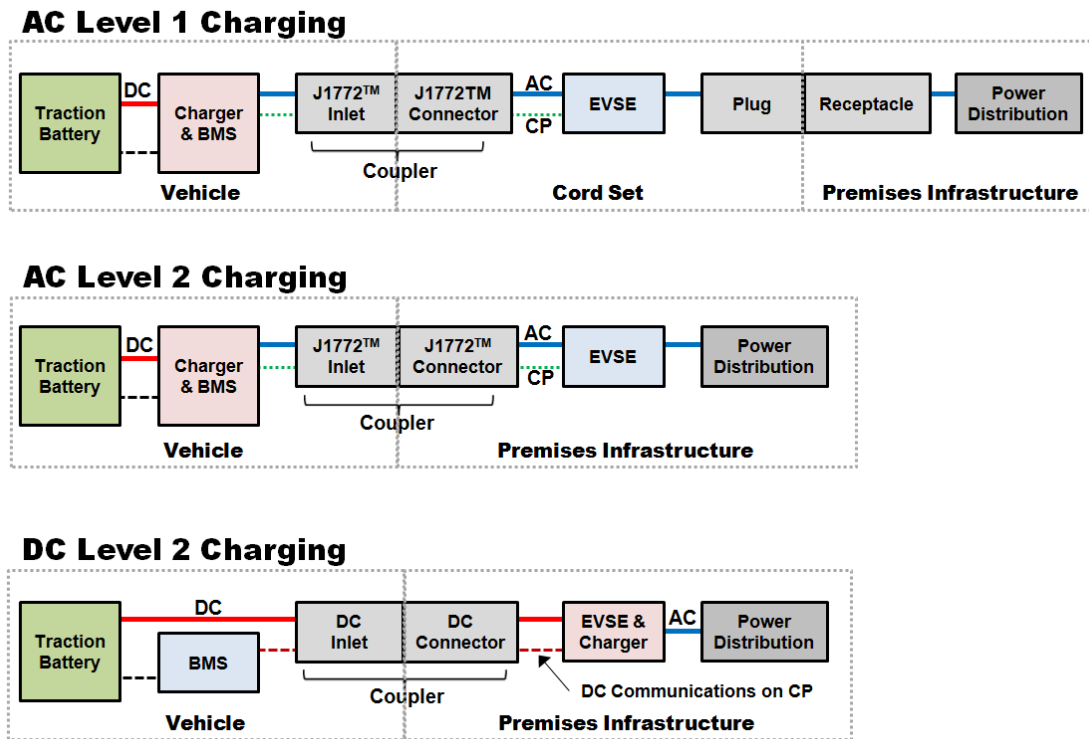 AC Level 1 Charging
DC
Traction
Battery
Charger
& BMS
J1772™
Inlet
J1772TM
Connector
AC
CP
EVSE
Plug
Receptacle
Power
Distribution
Coupler
Vehicle
Cord Set
Premises Infrastructure
AC Level 2 Charging
DC
Traction
Battery
Charger
& BMS
J1772™
Inlet
J1772™
Connector
AC
CP
EVSE
Power
Distribution
Coupler
Vehicle
Premises Infrastructure
DC Level 2 Charging
DC
Traction
Battery
BMS
DC
Inlet
DC
Connector
EVSE &
Charger
AC
Power
Distribution
Coupler
DC Communications on CP
Vehicle
Premises Infrastructure